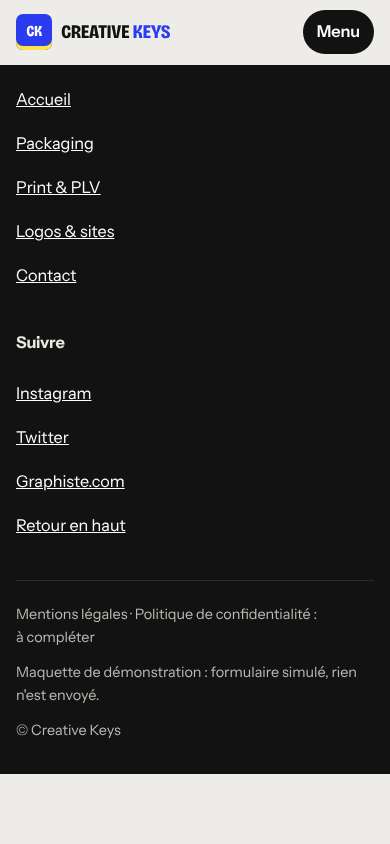 CK CREATIVE KEYS
Menu
Accueil
Packaging
Print & PLV
Logos & sites
Contact
Suivre
Instagram
Twitter
Graphiste.com
Retour en haut
Mentions légales · Politique de confidentialité :
à compléter
Maquette de démonstration : formulaire simulé, rien
n'est envoyé.
© Creative Keys